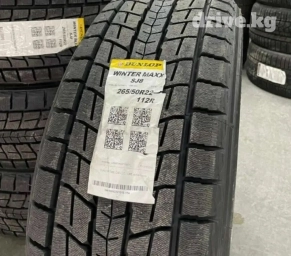 drive.kg
DUNLOP
WINTER MAXX
SJ8
265/50R22
112R